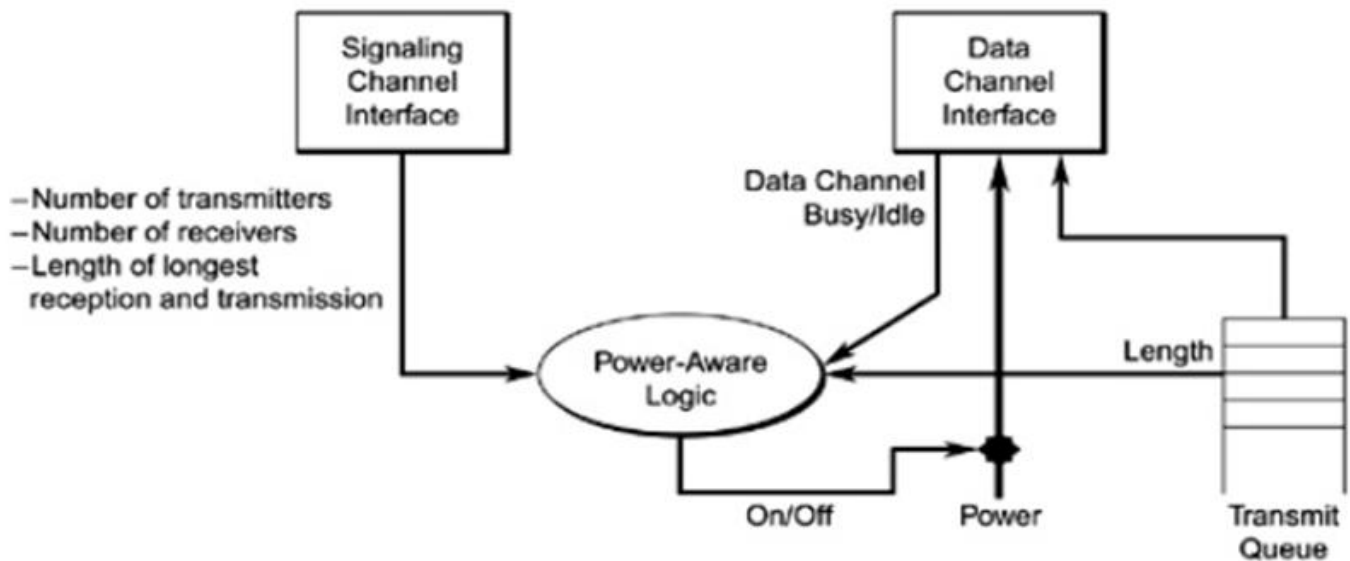 Signaling
Channel
Interface
Data
Channel
Interface
–Number of transmitters
–Number of receivers
–Length of longest
reception and transmission
Data Channel
Busy/Idle
Power-Aware
Logic
Length
On/Off
Power
Transmit
Queue